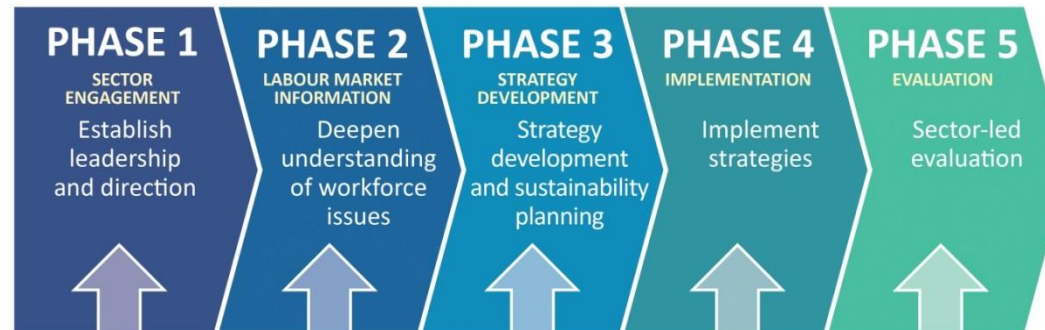 PHASE 1
SECTOR
ENGAGEMENT
Establish
leadership
and direction
PHASE 2
LABOUR MARKET
INFORMATION
Deepen
understanding
of workforce
issues
PHASE 3
STRATEGY
DEVELOPMENT
Strategy
development
and sustainability
planning
PHASE 4
IMPLEMENTATION
Implement
strategies
PHASE 5
EVALUATION
Sector-led
evaluation